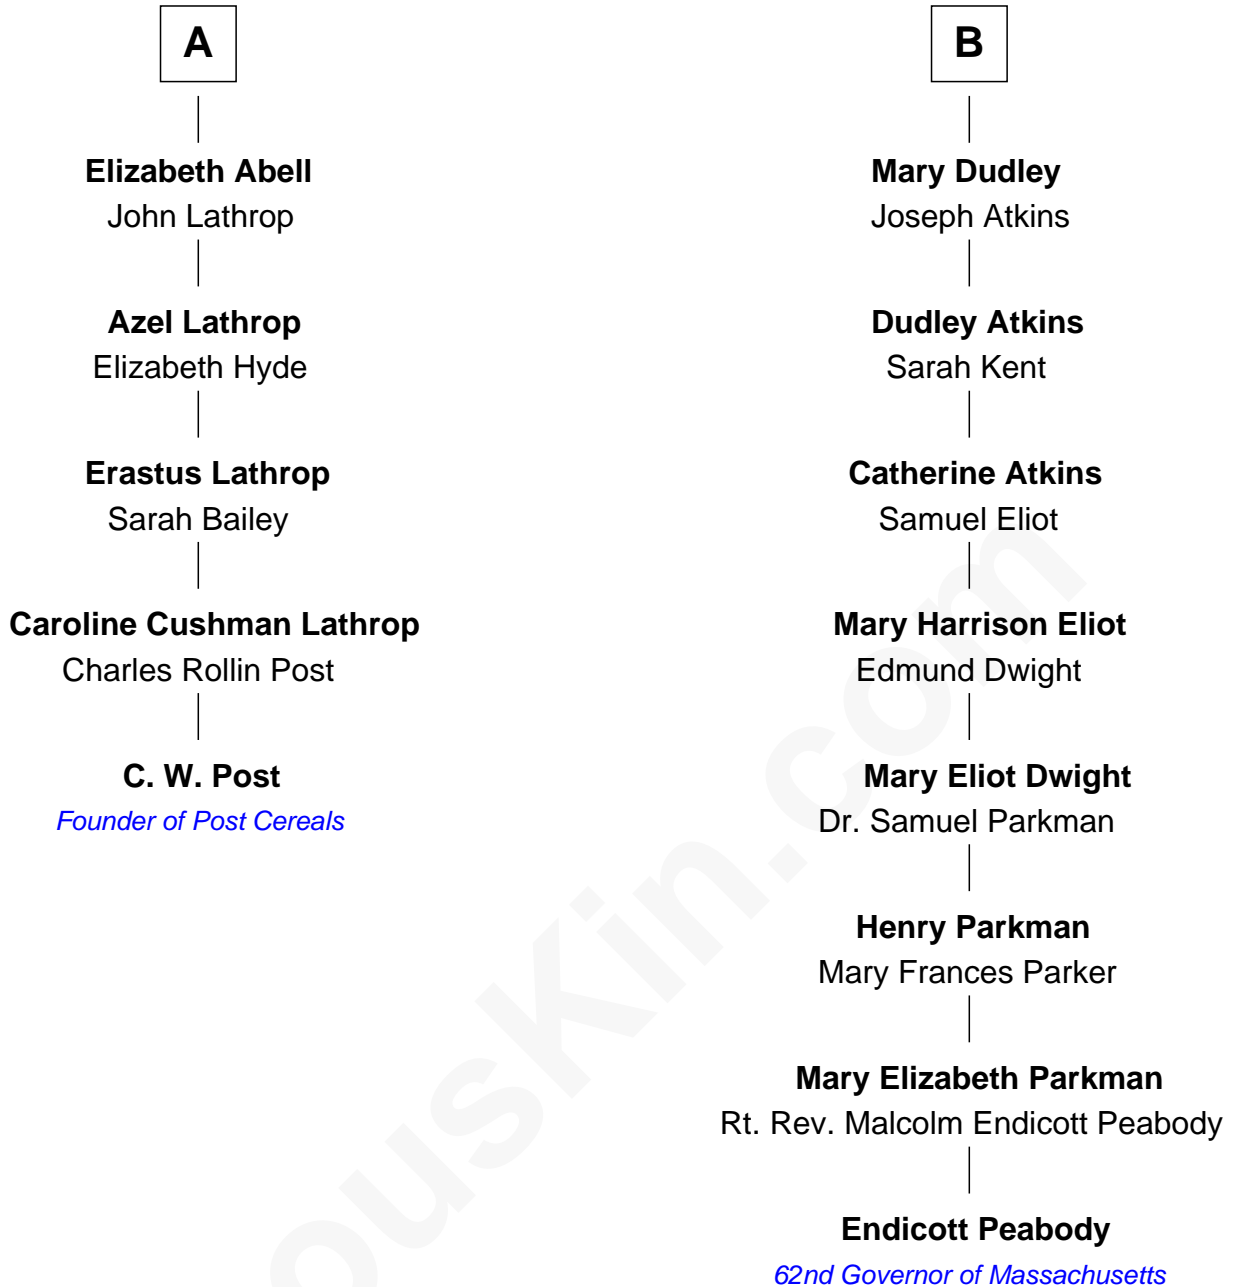 A
Elizabeth Abell
John Lathrop
Azel Lathrop
Elizabeth Hyde
Erastus Lathrop
Sarah Bailey
Caroline Cushman Lathrop
Charles Rollin Post
C. W. Post
Founder of Post Cereals
B
Mary Dudley
Joseph Atkins
Dudley Atkins
Sarah Kent
Catherine Atkins
Samuel Eliot
Mary Harrison Eliot
Edmund Dwight
Mary Eliot Dwight
Dr. Samuel Parkman
Henry Parkman
Mary Frances Parker
Mary Elizabeth Parkman
Rt. Rev. Malcolm Endicott Peabody
Endicott Peabody
62nd Governor of Massachusetts
ousKin.com